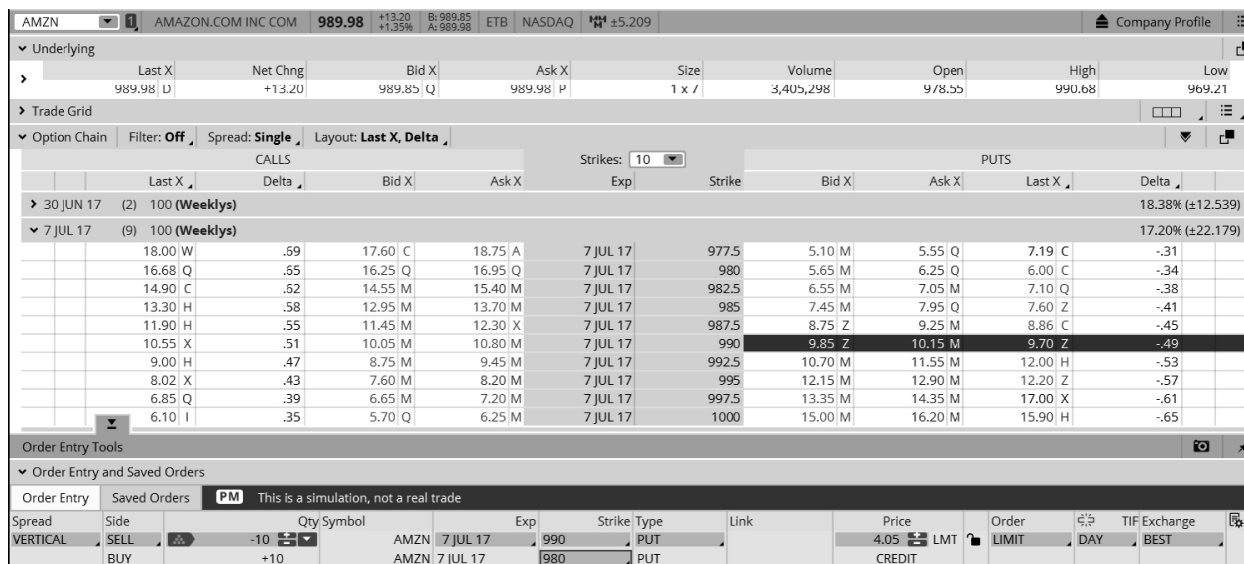 AMZN 1 AMAZON.COM INC COM 989.98 +13.20 +1.35% B: 989.85 A: 989.98 ETB NASDAQ ±5.209 Company Profile
Underlying
Last X Net Chng Bid X Ask X Size Volume Open High Low
989.98 D +13.20 989.85 Q 989.98 P 1 x 7 3,405,298 978.55 990.68 969.21
Trade Grid
Option Chain Filter: Off Spread: Single Layout: Last X, Delta
CALLS Strikes: 10 PUTS
Last X Delta Bid X Ask X Exp Strike Bid X Ask X Last X Delta
30 JUN 17 (2) 100 (Weeklys) 18.38% (±12.539)
7 JUL 17 (9) 100 (Weeklys) 17.20% (±22.179)
18.00 W .69 17.60 C 18.75 A 7 JUL 17 977.5 5.10 M 5.55 Q 7.19 C -.31
16.68 Q .65 16.25 Q 16.95 Q 7 JUL 17 980 5.65 M 6.25 Q 6.00 C -.34
14.90 C .62 14.55 M 15.40 M 7 JUL 17 982.5 6.55 M 7.05 M 7.10 Q -.38
13.30 H .58 12.95 M 13.70 M 7 JUL 17 985 7.45 M 7.95 Q 7.60 Z -.41
11.90 H .55 11.45 M 12.30 X 7 JUL 17 987.5 8.75 Z 9.25 M 8.86 C -.45
10.55 X .51 10.05 M 10.80 M 7 JUL 17 990 9.85 Z 10.15 M 9.70 Z -.49
9.00 H .47 8.75 M 9.45 M 7 JUL 17 992.5 10.70 M 11.55 M 12.00 H -.53
8.02 X .43 7.60 M 8.20 M 7 JUL 17 995 12.15 M 12.90 M 12.20 Z -.57
6.85 Q .39 6.65 M 7.20 M 7 JUL 17 997.5 13.35 M 14.35 M 17.00 X -.61
6.10 I .35 5.70 Q 6.25 M 7 JUL 17 1000 15.00 M 16.20 M 15.90 H -.65
Order Entry Tools
Order Entry and Saved Orders
Order Entry Saved Orders PM This is a simulation, not a real trade
Spread Side Qty Symbol Exp Strike Type Link Price Order TIF Exchange
VERTICAL SELL -10 AMZN 7 JUL 17 990 PUT 4.05 LMT LIMIT DAY BEST
BUY +10 AMZN 7 JUL 17 980 PUT CREDIT